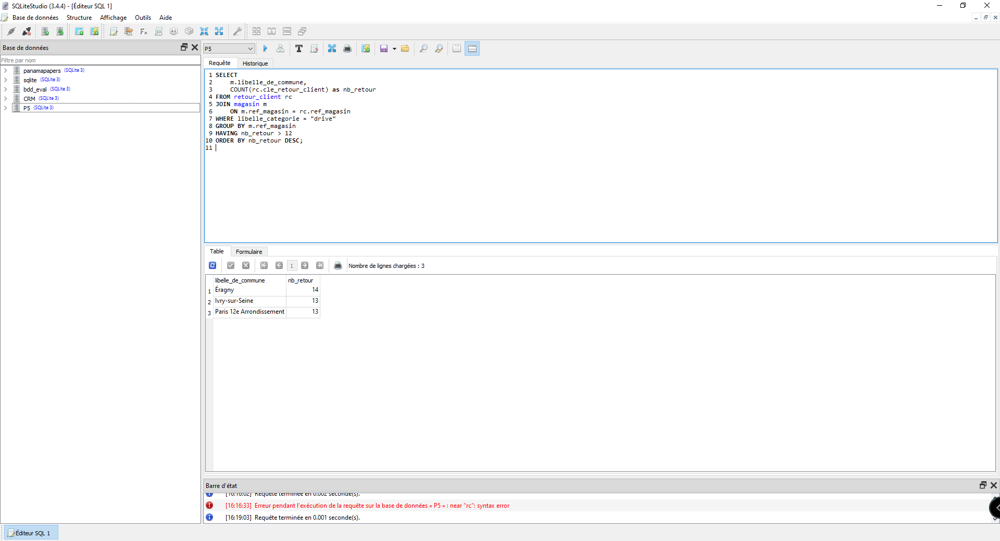 SQLiteStudio (3.4.4) - [Éditeur SQL 1]
Base de données Structure Affichage Outils Aide
Base de données
Filtre par nom
panamapapers (SQLite 3)
sqlite (SQLite 3)
bdd_eval (SQLite 3)
CRM (SQLite 3)
P5 (SQLite 3)
P5
Requête Historique
1 SELECT
2 m.libelle_de_commune,
3 COUNT(rc.cle_retour_client) as nb_retour
4 FROM retour_client rc
5 JOIN magasin m
6 ON m.ref_magasin = rc.ref_magasin
7 WHERE libelle_categorie = "drive"
8 GROUP BY m.ref_magasin
9 HAVING nb_retour > 12
10 ORDER BY nb_retour DESC;
11
Table Formulaire
1 Nombre de lignes chargées : 3
libelle_de_commune nb_retour
1 Éragny 14
2 Ivry-sur-Seine 13
3 Paris 12e Arrondissement 13
Barre d'état
[16:16:02] Requête terminée en 0.002 seconde(s).
[16:16:33] Erreur pendant l'exécution de la requête sur la base de données « P5 » : near "rc": syntax error
[16:19:03] Requête terminée en 0.001 seconde(s).
Éditeur SQL 1